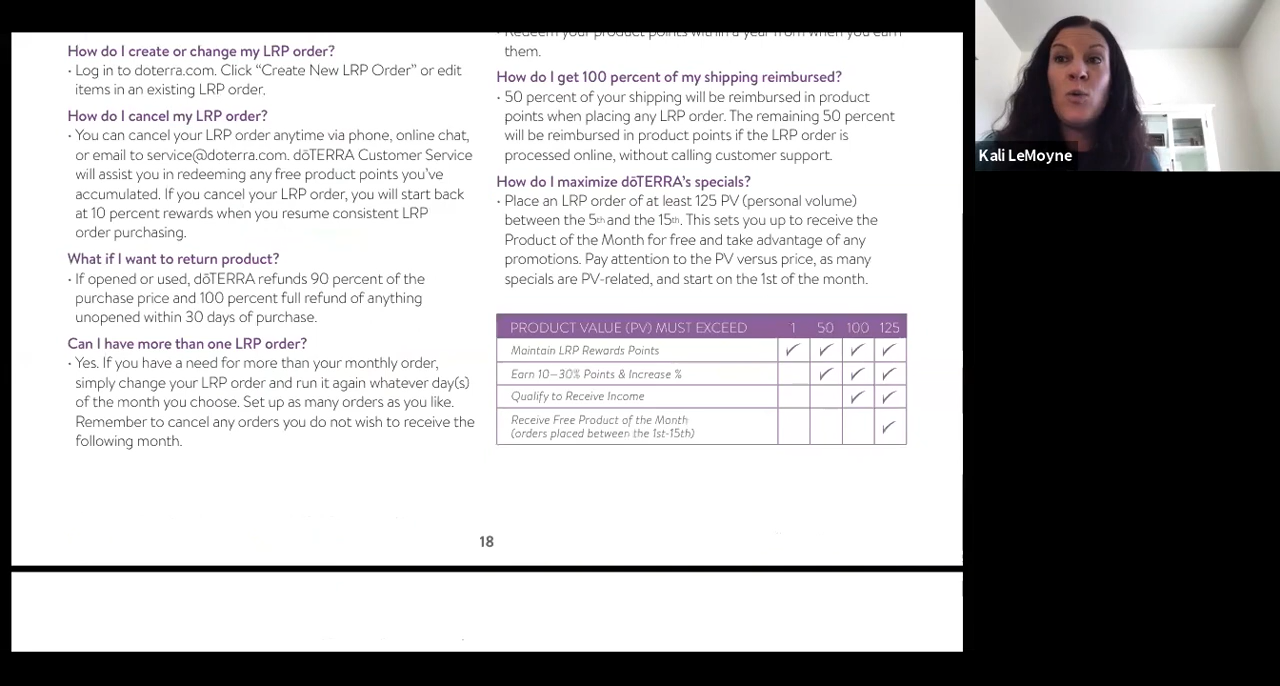 How do I create or change my LRP order?
· Log in to doterra.com. Click “Create New LRP Order” or edit
items in an existing LRP order.
How do I cancel my LRP order?
· You can cancel your LRP order anytime via phone, online chat,
or email to service@doterra.com. dōTERRA Customer Service
will assist you in redeeming any free product points you’ve
accumulated. If you cancel your LRP order, you will start back
at 10 percent rewards when you resume consistent LRP
order purchasing.
What if I want to return product?
· If opened or used, dōTERRA refunds 90 percent of the
purchase price and 100 percent full refund of anything
unopened within 30 days of purchase.
Can I have more than one LRP order?
· Yes. If you have a need for more than your monthly order,
simply change your LRP order and run it again whatever day(s)
of the month you choose. Set up as many orders as you like.
Remember to cancel any orders you do not wish to receive the
following month.
· Redeem your product points within a year from when you earn
them.
How do I get 100 percent of my shipping reimbursed?
· 50 percent of your shipping will be reimbursed in product
points when placing any LRP order. The remaining 50 percent
will be reimbursed in product points if the LRP order is
processed online, without calling customer support.
How do I maximize dōTERRA’s specials?
· Place an LRP order of at least 125 PV (personal volume)
between the 5th and the 15th. This sets you up to receive the
Product of the Month for free and take advantage of any
promotions. Pay attention to the PV versus price, as many
specials are PV-related, and start on the 1st of the month.
PRODUCT VALUE (PV) MUST EXCEED 1 50 100 125
Maintain LRP Rewards Points ✓ ✓ ✓ ✓
Earn 10–30% Points & Increase % ✓ ✓ ✓
Qualify to Receive Income ✓ ✓
Receive Free Product of the Month
(orders placed between the 1st-15th) ✓
18
Kali LeMoyne